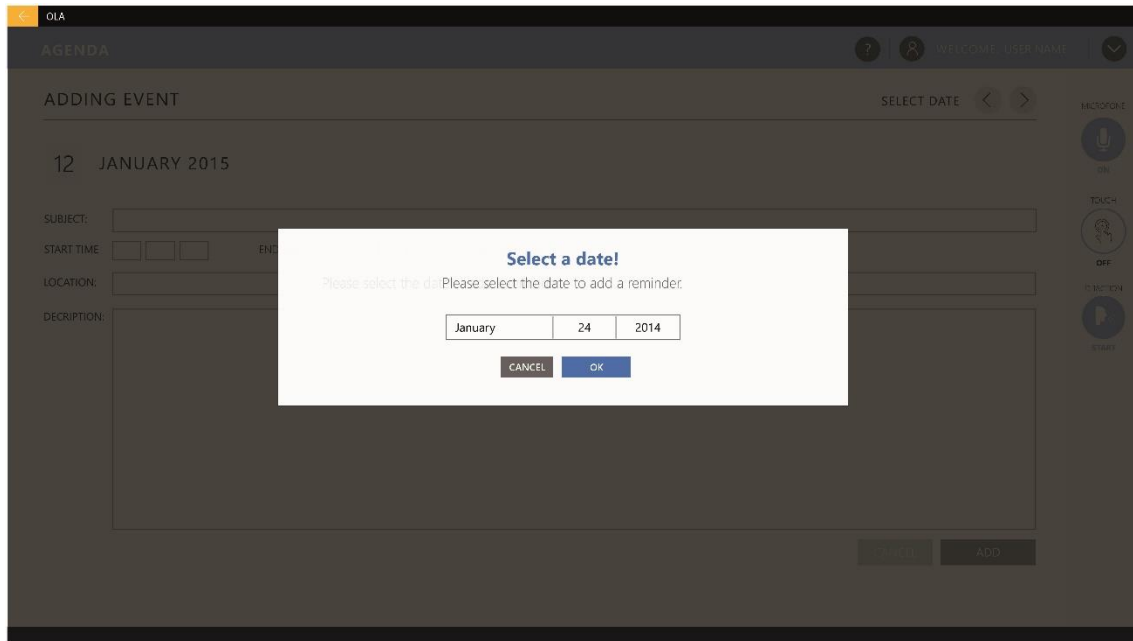 OLA
AGENDA
? WELCOME, USER NAME
ADDING EVENT
SELECT DATE
MICROFONE
ON
12 JANUARY 2015
TOUCH
OFF
SUBJECT:
START TIME
LOCATION:
DECRIPTION:
START
Select a date!
Please select the date to add a reminder.
January 24 2014
CANCEL OK
ADD